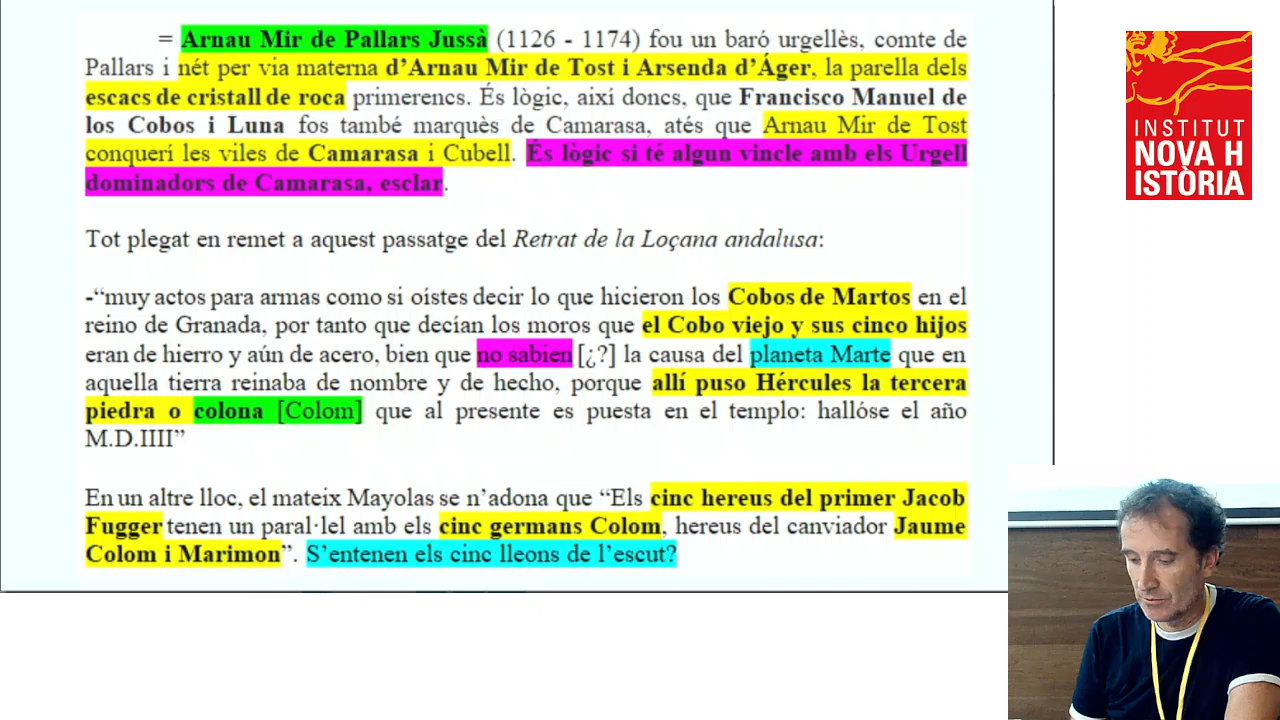 = Arnau Mir de Pallars Jussà (1126 - 1174) fou un baró urgellès, comte de
Pallars i nét per via materna d’Arnau Mir de Tost i Arsenda d’Áger, la parella dels
escacs de cristall de roca primerencs. És lògic, així doncs, que Francisco Manuel de
los Cobos i Luna fos també marquès de Camarasa, atés que Arnau Mir de Tost
conquerí les viles de Camarasa i Cubell. És lògic si té algun vincle amb els Urgell
dominadors de Camarasa, esclar.
Tot plegat en remet a aquest passatge del Retrat de la Loçana andalusa:
-“muy actos para armas como si oístes decir lo que hicieron los Cobos de Martos en el
reino de Granada, por tanto que decían los moros que el Cobo viejo y sus cinco hijos
eran de hierro y aún de acero, bien que no sabien [¿?] la causa del planeta Marte que en
aquella tierra reinaba de nombre y de hecho, porque allí puso Hércules la tercera
piedra o colona [Colom] que al presente es puesta en el templo: hallóse el año
M.D.IIII”
En un altre lloc, el mateix Mayolas se n’adona que “Els cinc hereus del primer Jacob
Fugger tenen un paral·lel amb els cinc germans Colom, hereus del canviador Jaume
Colom i Marimon”. S’entenen els cinc lleons de l’escut?
INSTITUT
NOVA H
ISTÒRIA